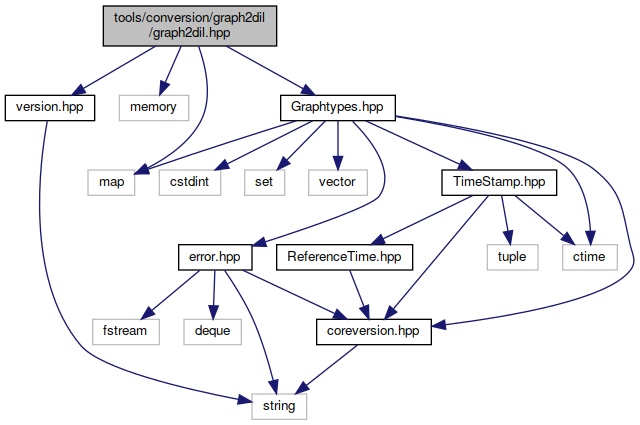 tools/conversion/graph2dil
/graph2dil.hpp
version.hpp
memory
Graphtypes.hpp
map
cstdint
set
vector
TimeStamp.hpp
error.hpp
ReferenceTime.hpp
tuple
ctime
fstream
deque
coreversion.hpp
string